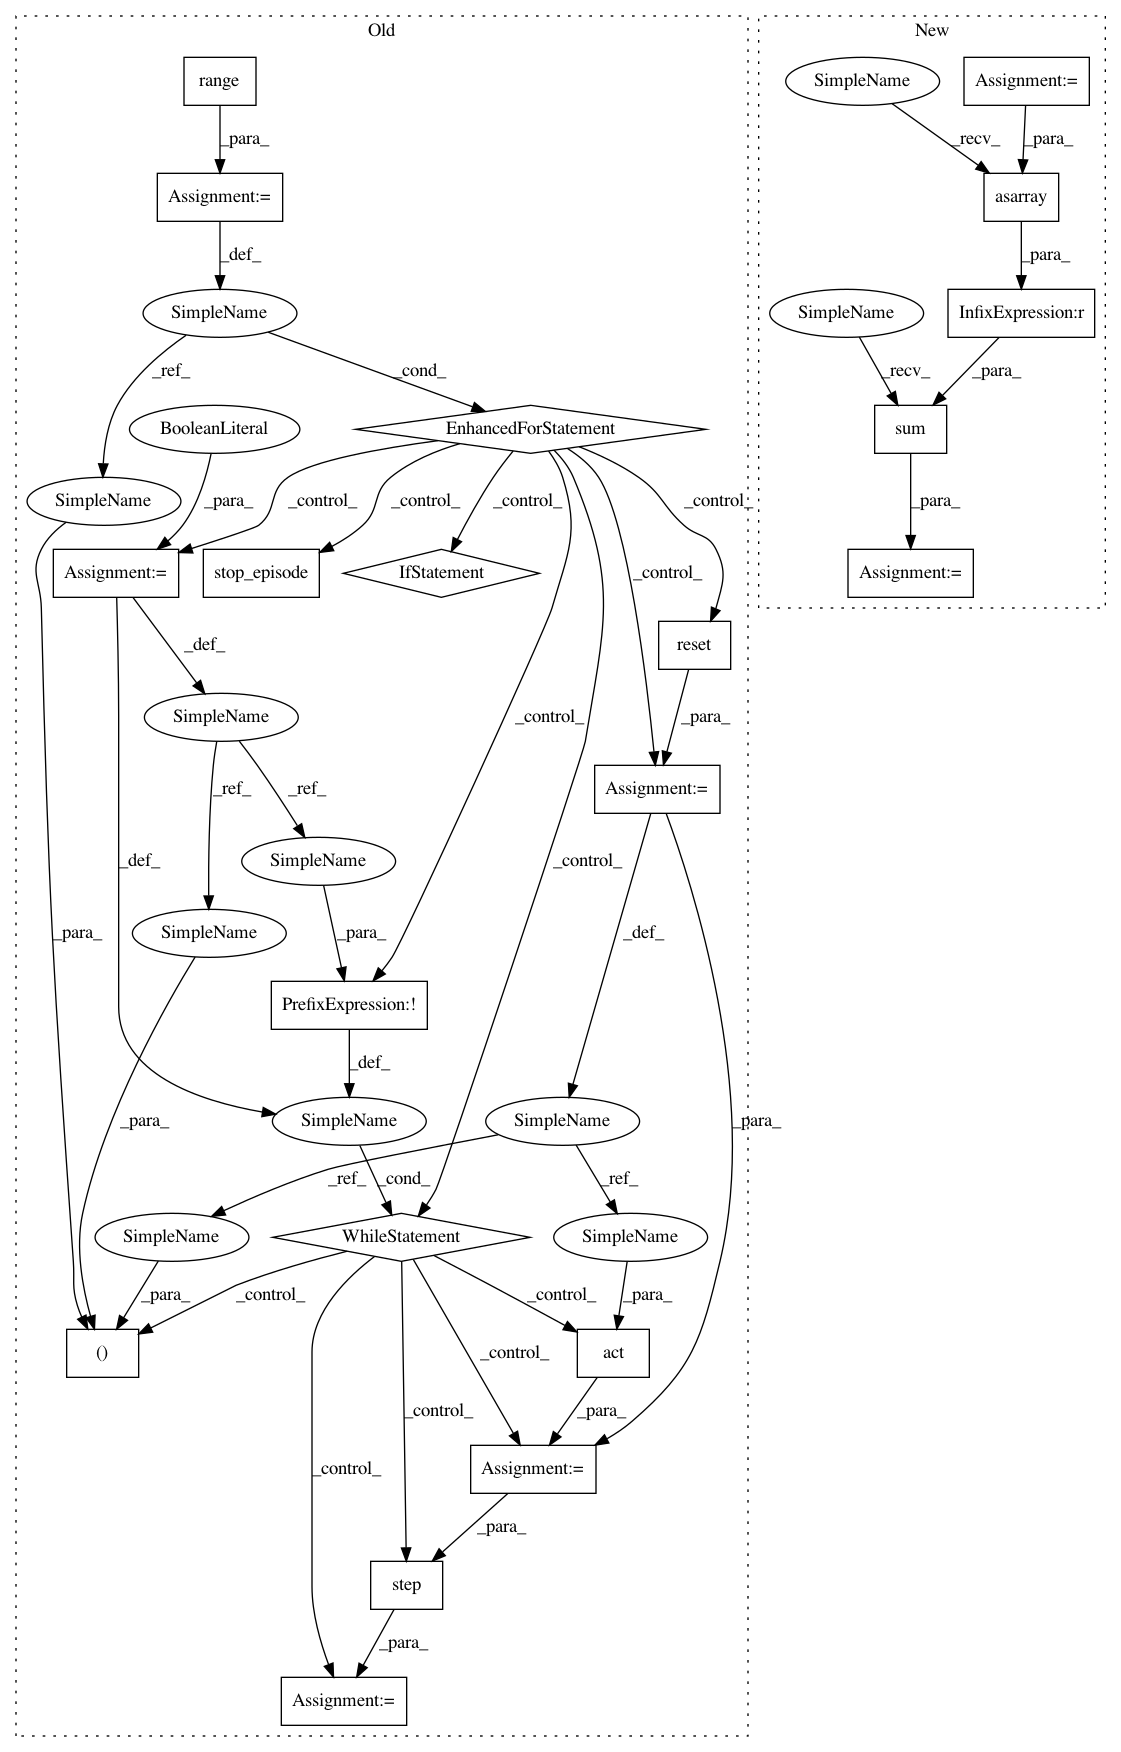 Old
New
range
SimpleName
Assignment:=
_para_
_recv_
_para_
Assignment:=
asarray
_def_
_para_
SimpleName
SimpleName
InfixExpression:r
_ref_
_cond_
_recv_
_para_
BooleanLiteral
EnhancedForStatement
sum
SimpleName
_para_
_control_
_control_
_control_
_control_
_para_
Assignment:=
stop_episode
IfStatement
_control_
Assignment:=
reset
_def_
SimpleName
_control_
_para_
_ref_
_ref_
Assignment:=
_def_
SimpleName
_control_
SimpleName
_para_
_para_
_def_
PrefixExpression:!
_def_
_para_
SimpleName
SimpleName
_para_
_ref_
_cond_
_ref_
SimpleName
WhileStatement
SimpleName
_para_
_control_
_control_
_para_
()
act
_control_
_control_
_para_
_control_
Assignment:=
_para_
step
_para_
Assignment:=